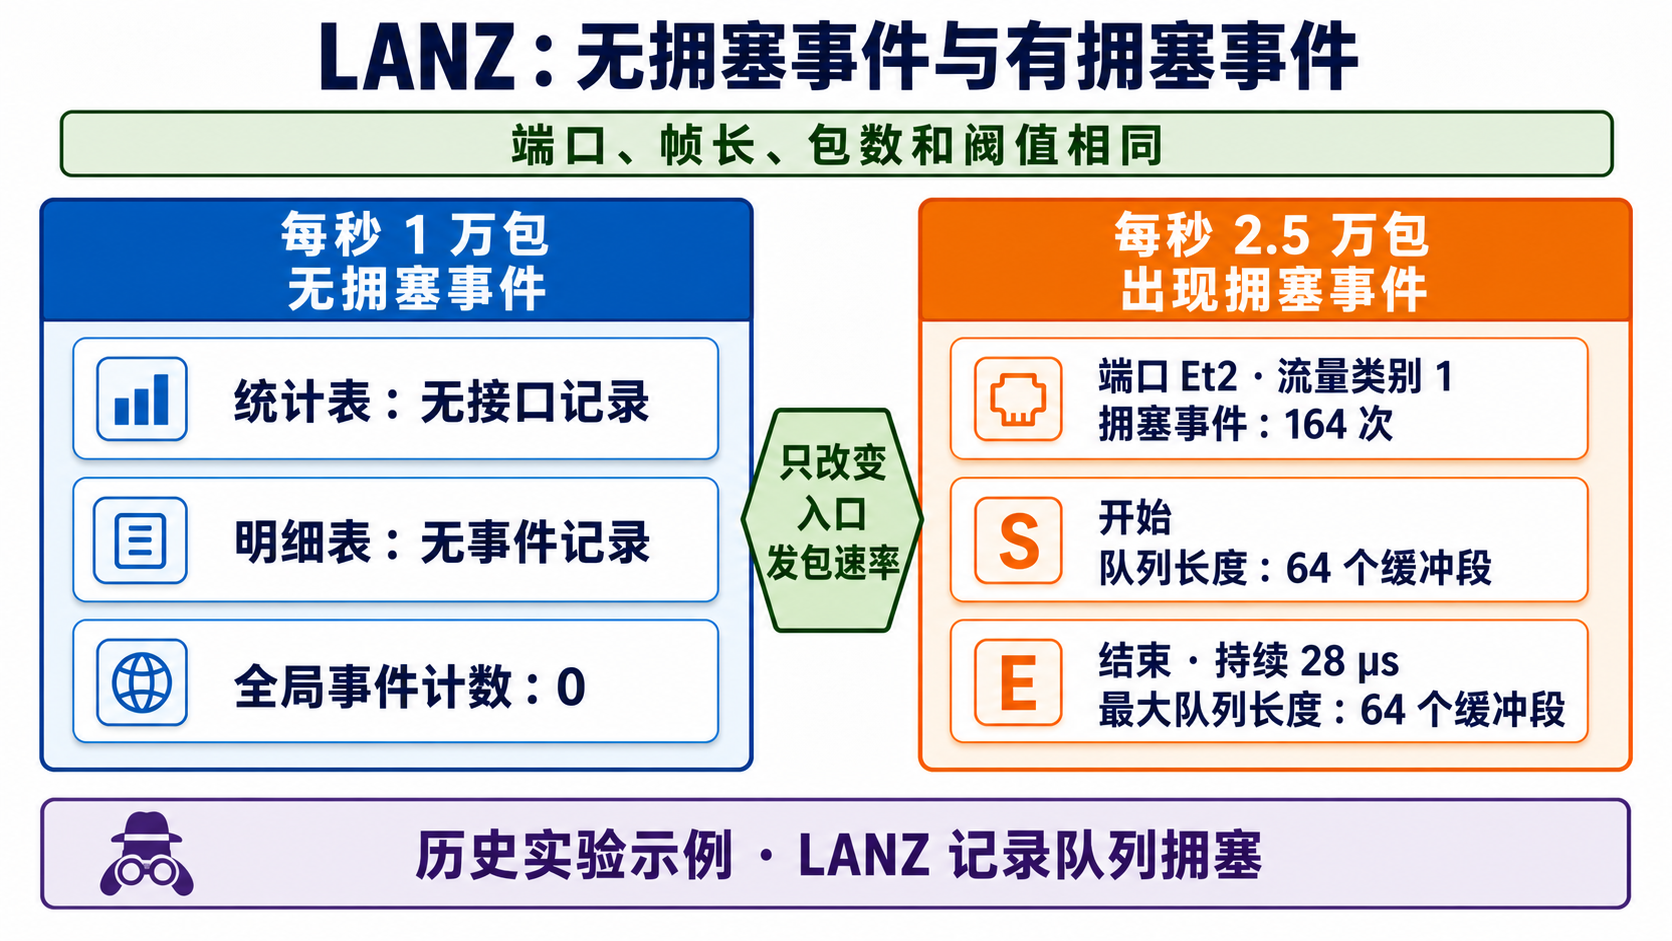 LANZ：无拥塞事件与有拥塞事件
端口、帧长、包数和阀值相同
每秒 1 万包
无拥塞事件
统计表：无接口记录
明细表：无事件记录
全局事件计数：0
只改变
入口
发包速率
每秒 2.5 万包
出现拥塞事件
端口 Et2 · 流量类别 1
拥塞事件：164 次
S
开始
队列长度：64 个缓冲段
E
结束 · 持续 28 μs
最大队列长度：64 个缓冲段
历史实验示例 · LANZ 记录队列拥塞